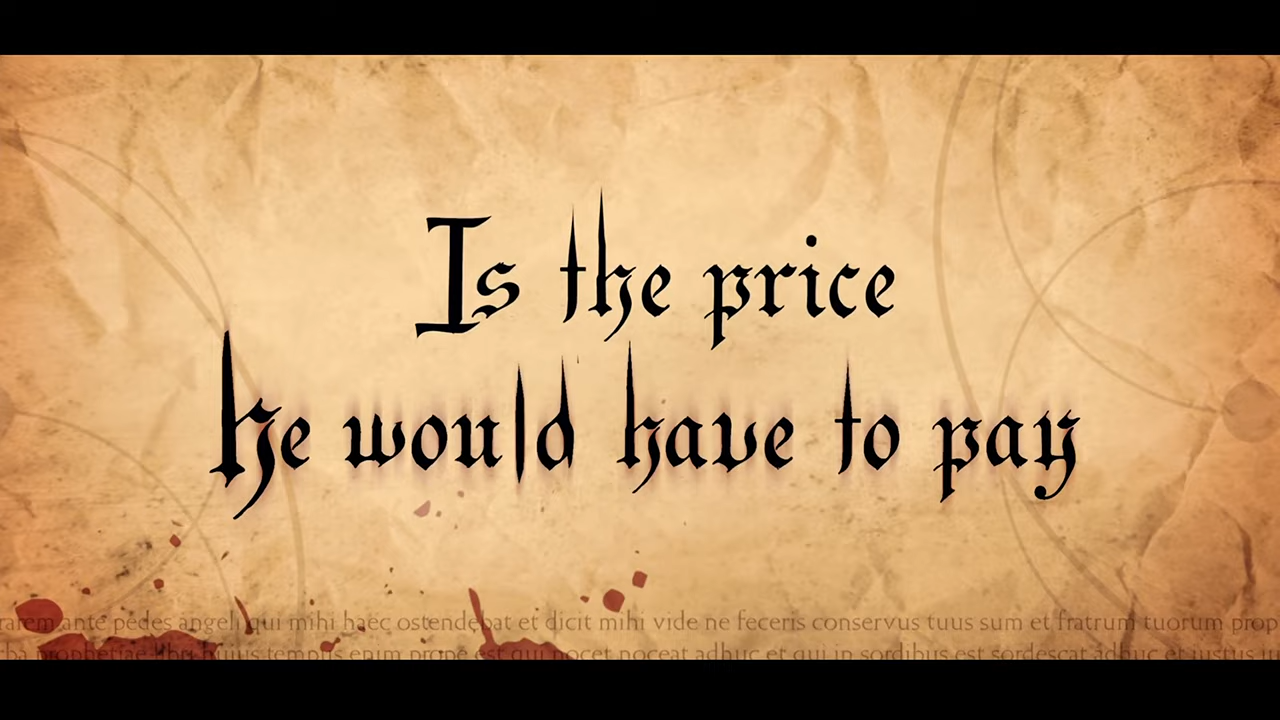 Is the price
he would have to pay
ante pedes angeli qui mihi haec ostendebat et dicit mihi vide ne feceris conservus tuus sum et fratrum tuorum
prophetiae libri huius tempus enim prope est qui nocet noceat adhuc et qui in sordibus est sordescat adhuc et iustus